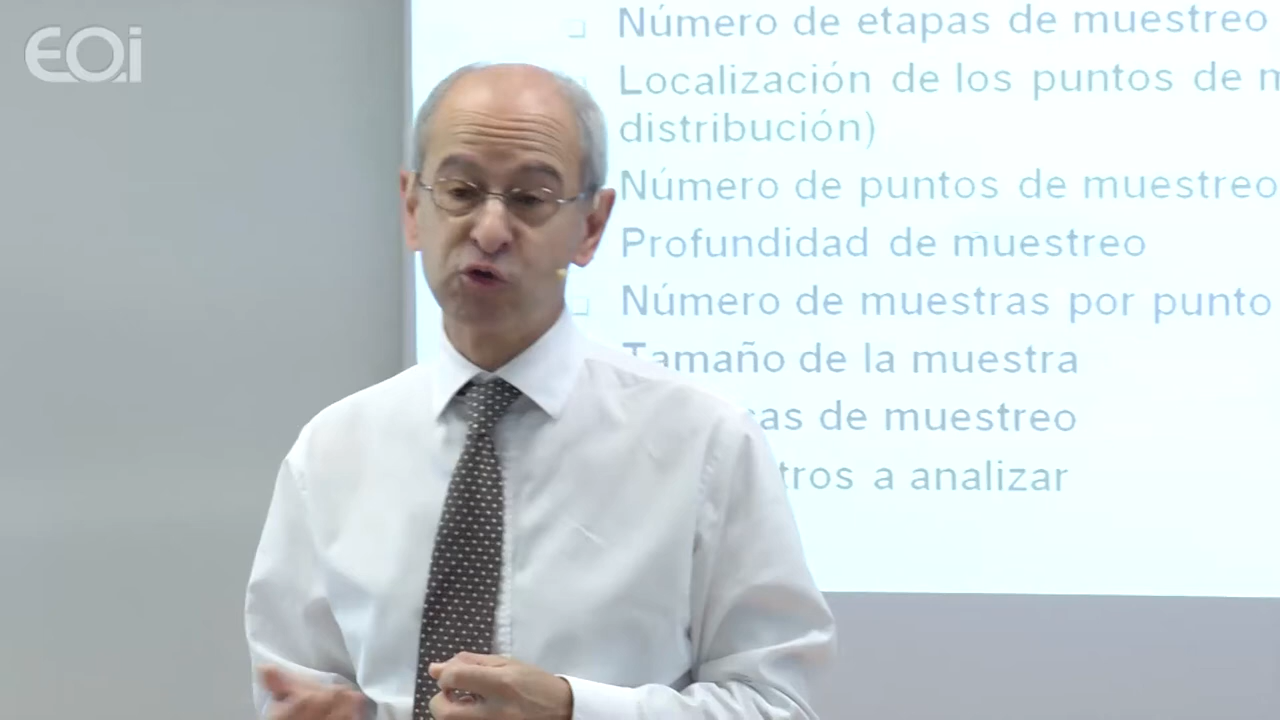 EOi
Número de etapas de muestreo
Localización de los puntos de
distribución)
Número de puntos de muestreo
Profundidad de muestreo
Número de muestras por punto
Tamaño de la muestra
de muestreo
a analizar